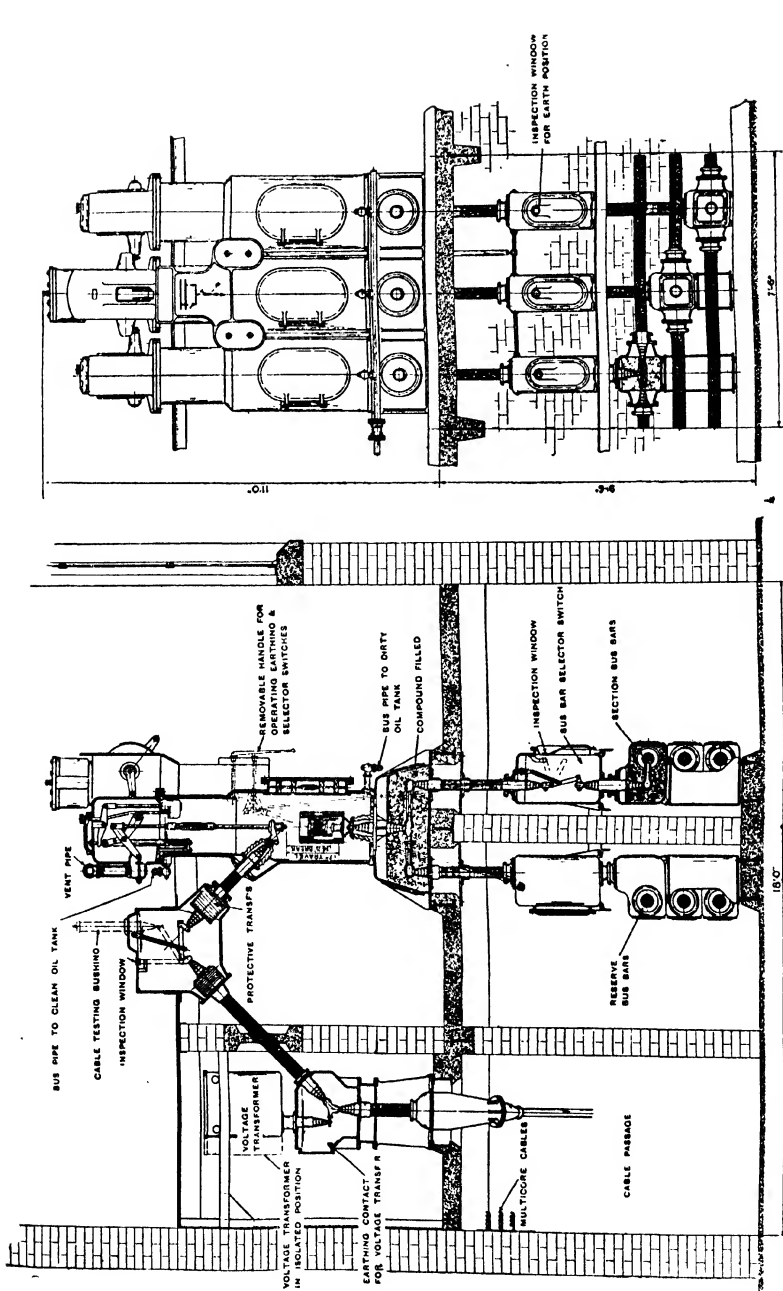 BUS PIPE TO CLEAN OIL TANK
CABLE TESTING BUSHING
INSPECTION WINDOW
VENT PIPE
PROTECTIVE TRANSFS
REMOVABLE HANDLE FOR
OPERATING EARTHING &
SELECTOR SWITCHES
BUS PIPE TO DIRTY
OIL TANK
COMPOUND FILLED
VOLTAGE
TRANSFORMER
VOLTAGE TRANSFORMER
IN ISOLATED POSITION
EARTHING CONTACT
FOR VOLTAGE TRANSFR
MULTICORE CABLES
CABLE PASSAGE
RESERVE
BUS BARS
INSPECTION WINDOW
BUS BAR SELECTOR SWITCH
SECTION BUS BARS
18'0"
11'0"
9'-6"
INSPECTION WINDOW
FOR EARTH POSITION